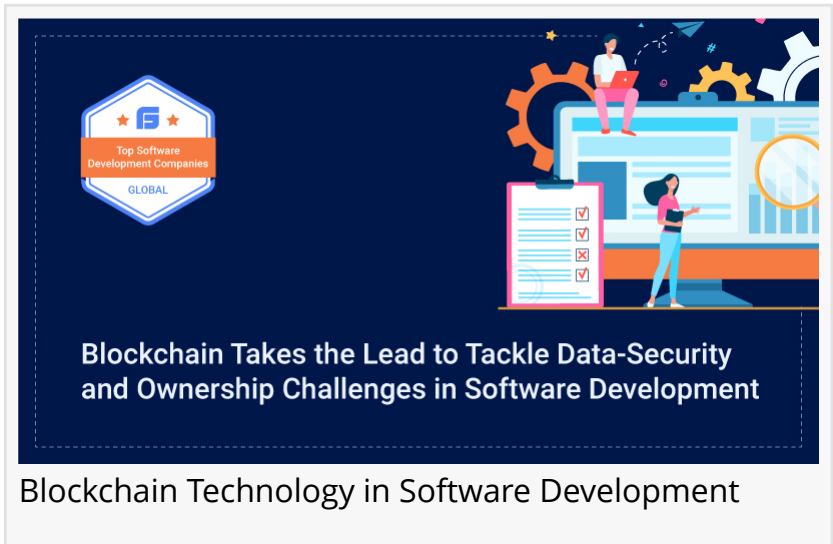 Top Software
Development Companies
GLOBAL
Blockchain Takes the Lead to Tackle Data-Security
and Ownership Challenges in Software Development
Blockchain Technology in Software Development